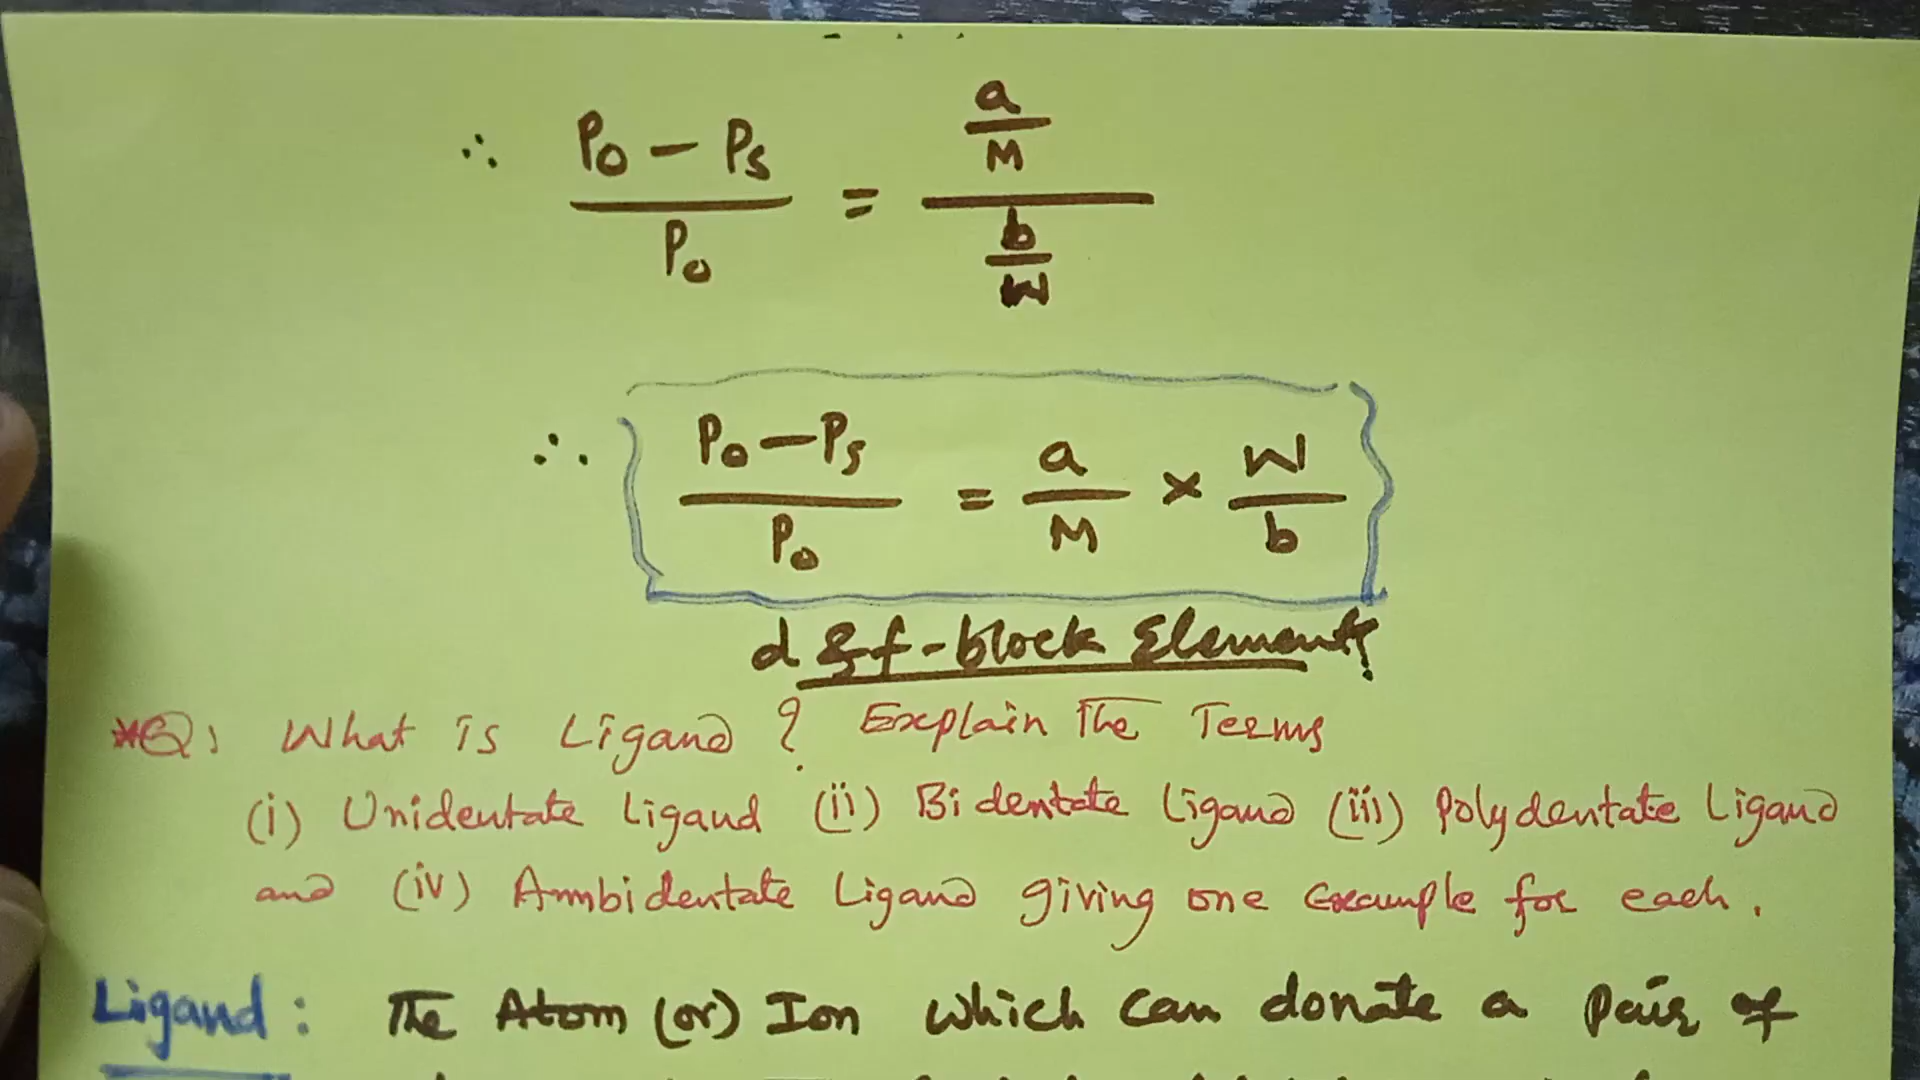 ∴ (P₀ − Pₛ) / P₀ = (a/M) / (b/W)
∴ (P₀ − Pₛ) / P₀ = a/M × W/b
d & f - block Elements
*Q: What is Ligand ? Explain The Terms
(i) Unidentate Ligand (ii) Bidentate Ligand (iii) Polydentate Ligand
and (iv) Ambidentate Ligand giving one example for each.
Ligand : The Atom (or) Ion which can donate a pair of